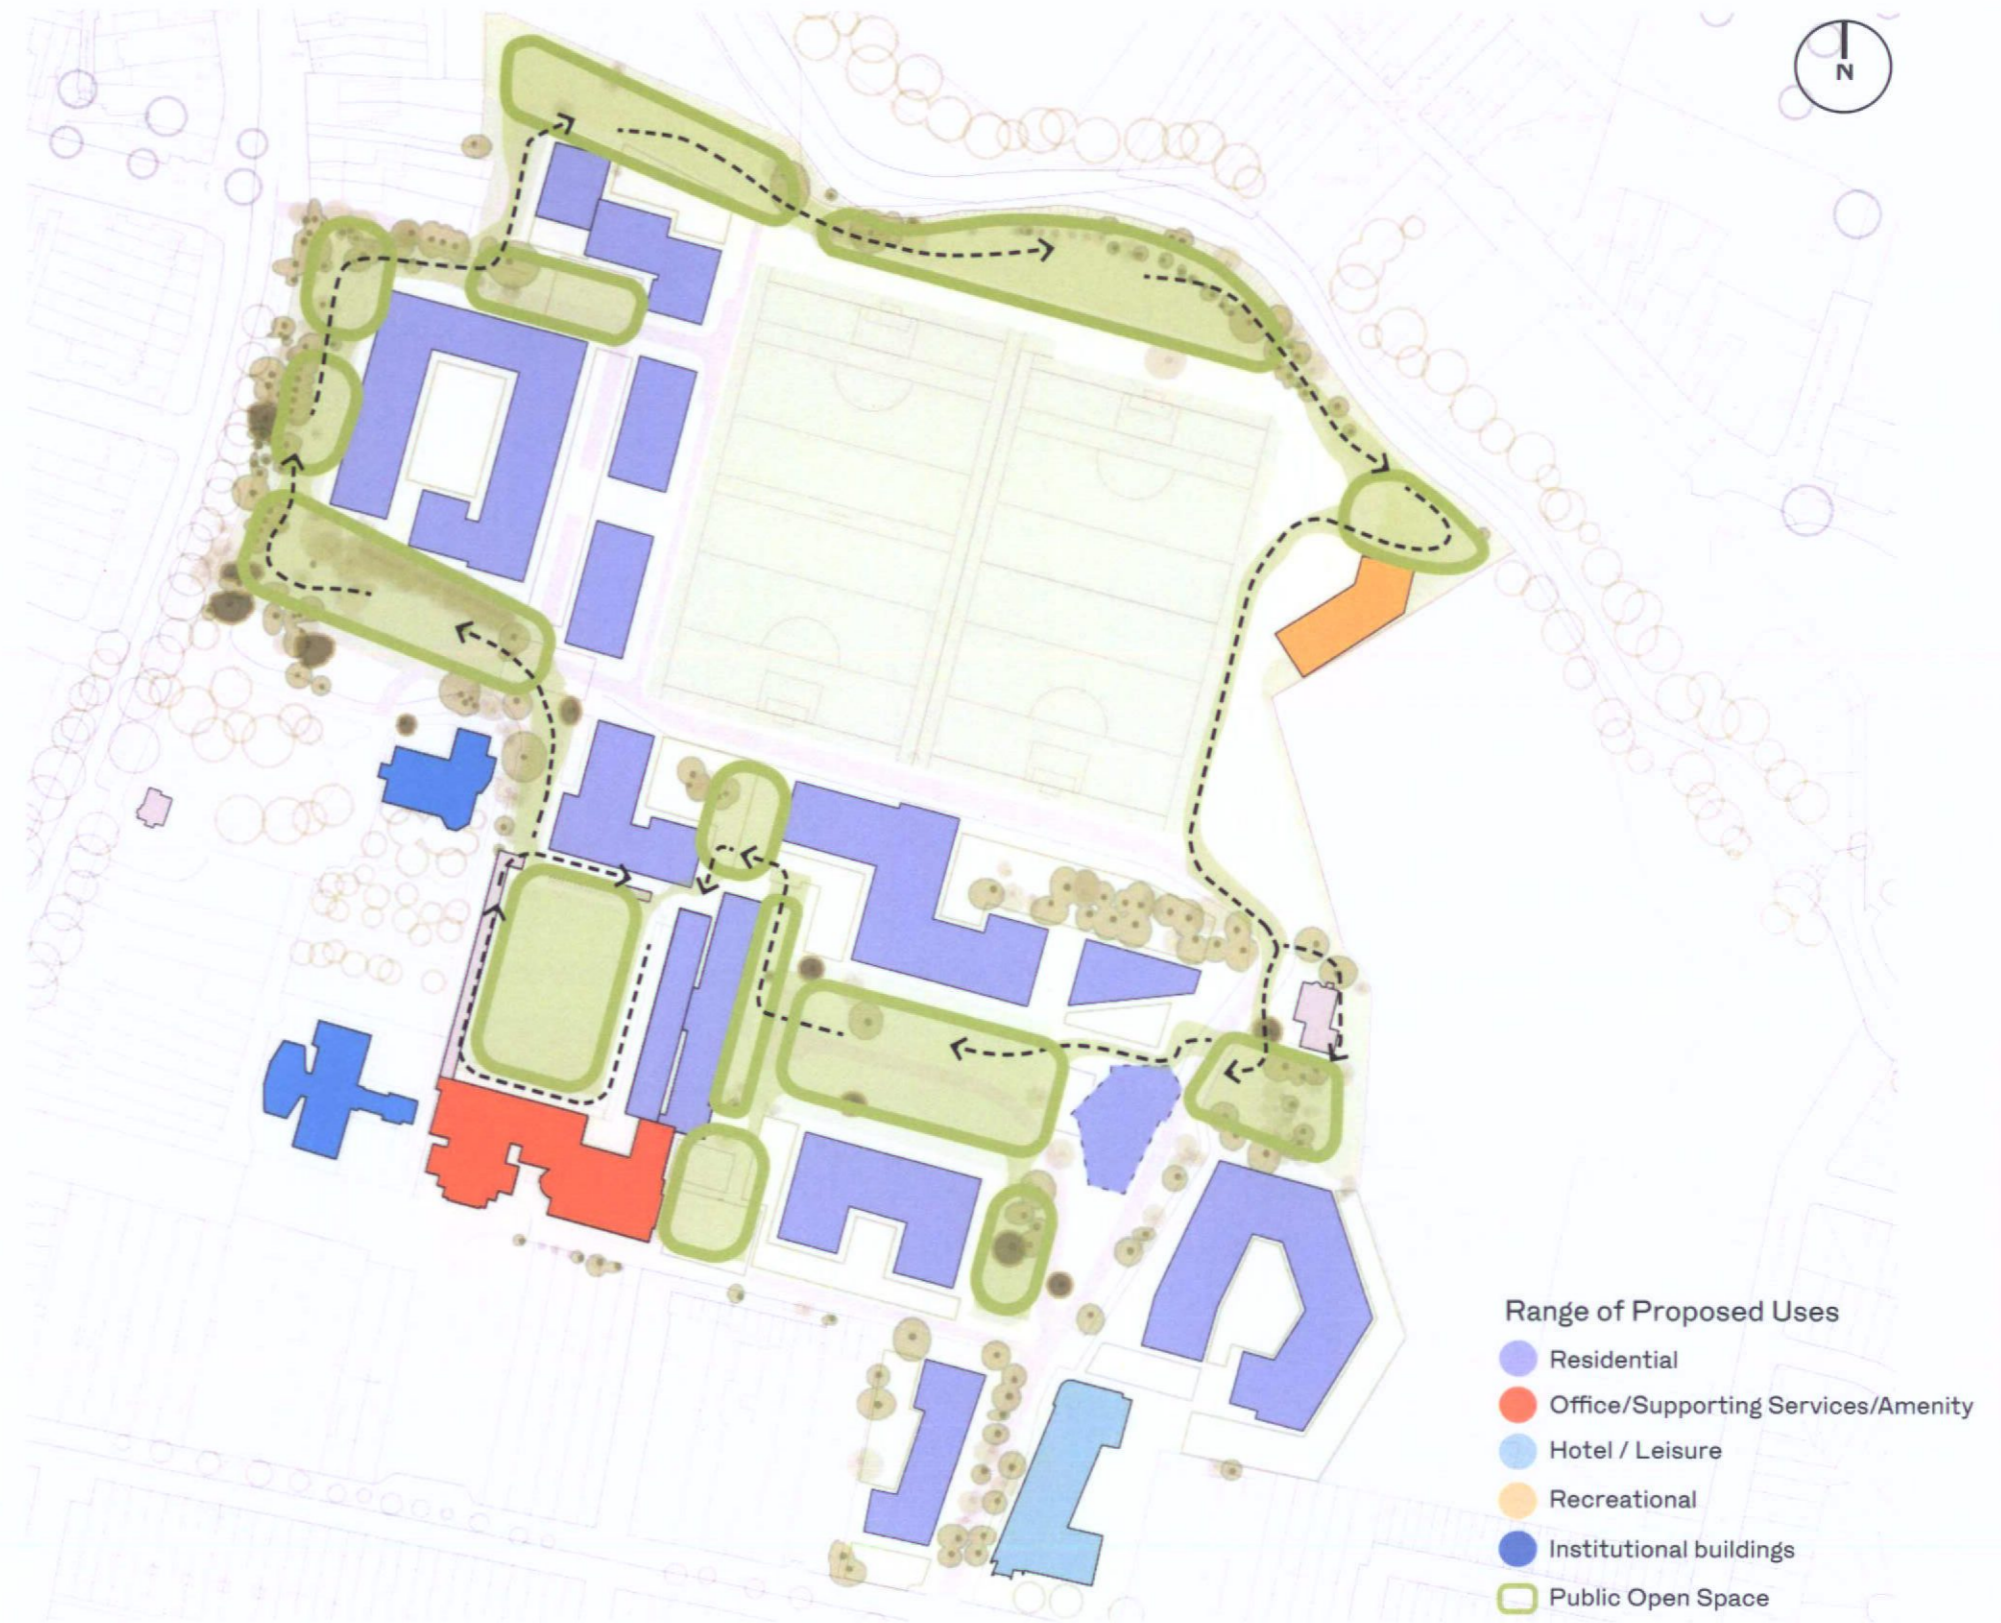 N
Range of Proposed Uses
Residential
Office/Supporting Services/Amenity
Hotel / Leisure
Recreational
Institutional buildings
Public Open Space